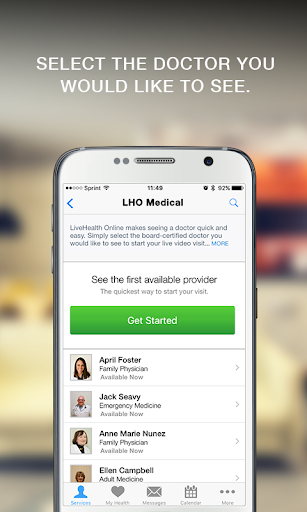 SELECT THE DOCTOR YOU
WOULD LIKE TO SEE.
Sprint
11:49
LHO Medical
LiveHealth Online makes seeing a doctor quick and
easy. Simply select the board-certified doctor you
would like to see to start your live video visit... MORE
See the first available provider
The quickest way to start your visit.
Get Started
April Foster
Family Physician
Available Now
Jack Seavy
Emergency Medicine
Available Now
Anne Marie Nunez
Family Physician
Available Now
Ellen Campbell
Adult Medicine
Services
My Health
Messages
Calendar
More